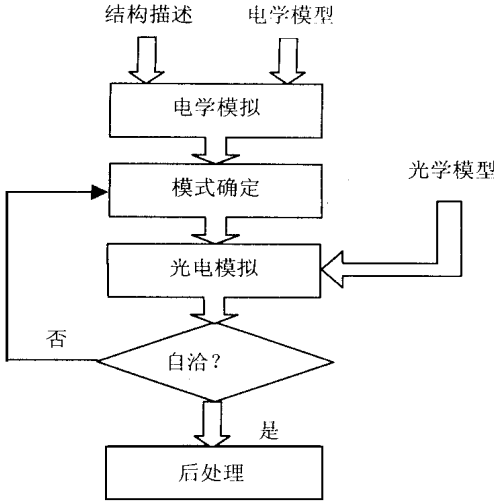 结构描述
电学模型
电学模拟
模式确定
光学模型
光电模拟
否
自洽？
是
后处理